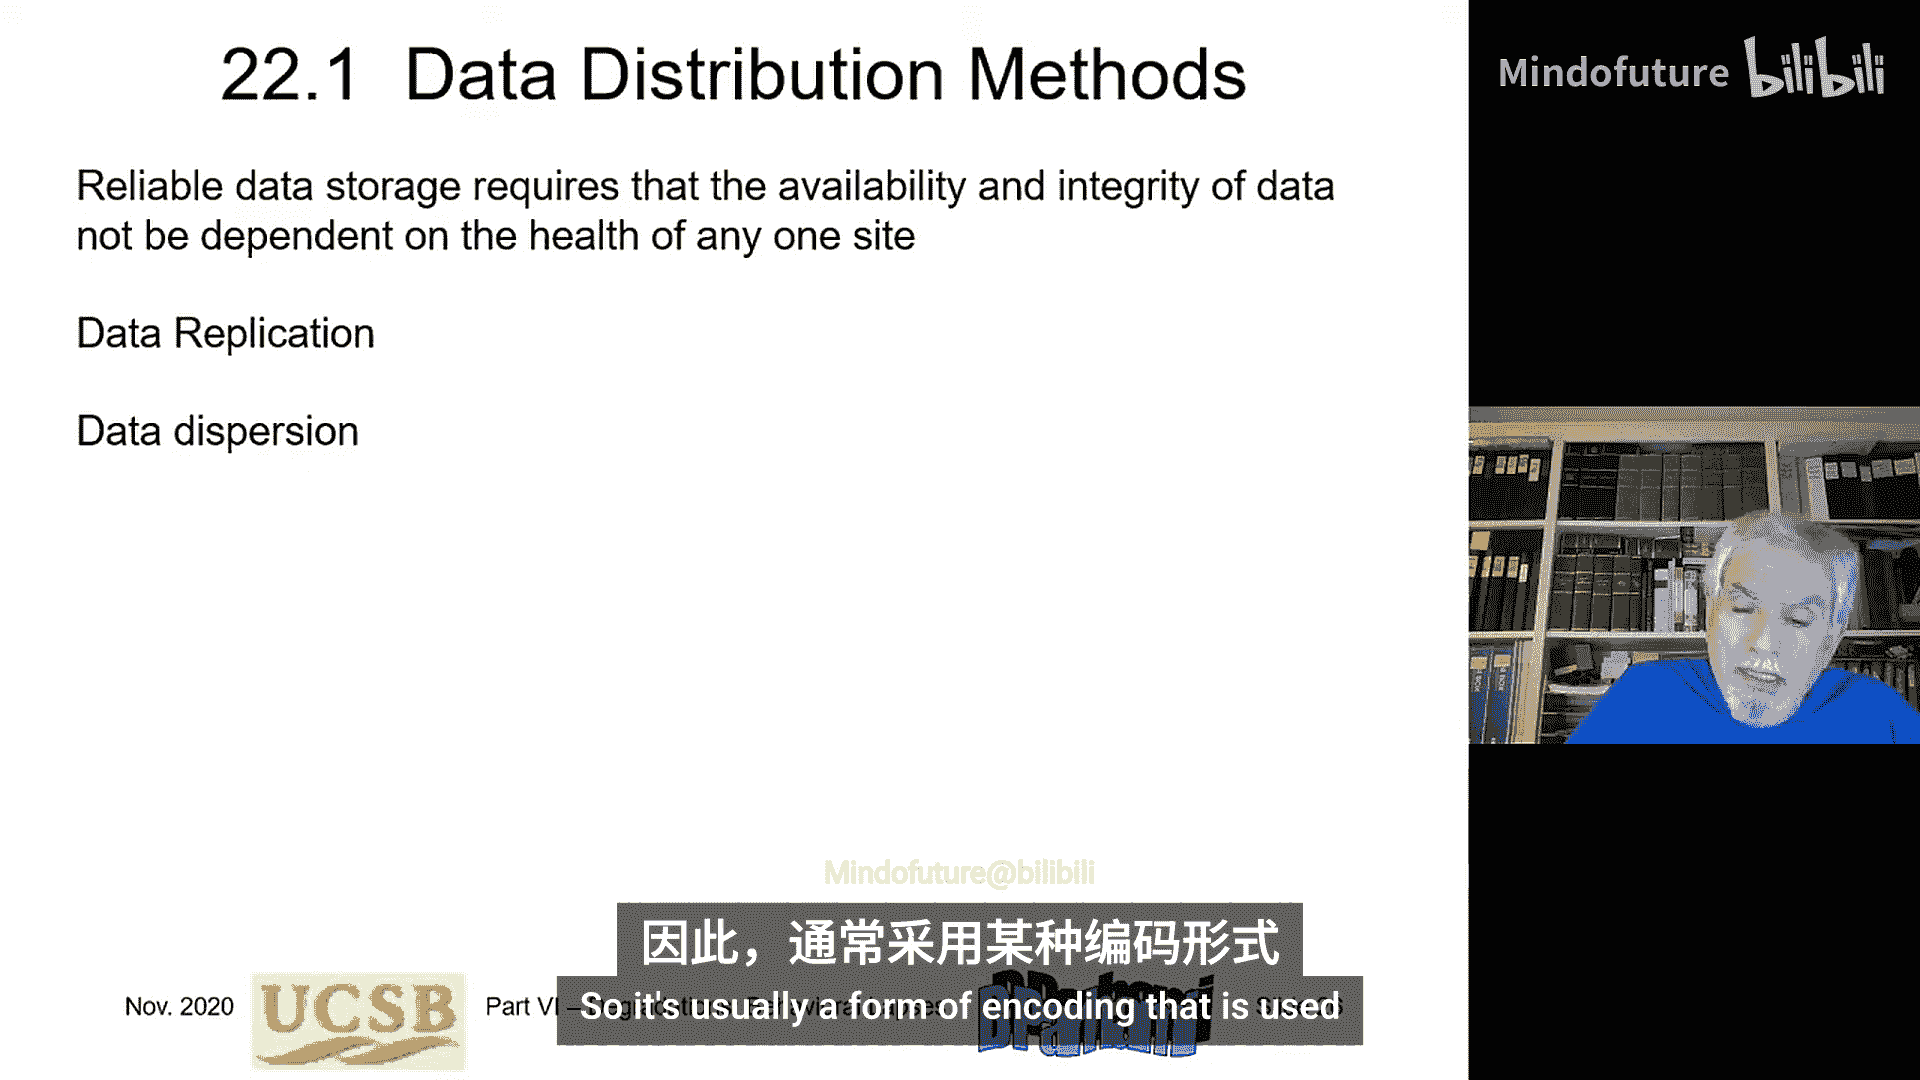 22.1 Data Distribution Methods
Mindofuture bilibili
Reliable data storage requires that the availability and integrity of data
not be dependent on the health of any one site
Data Replication
Data dispersion
Mindofuture@bilibili
因此，通常采用某种编码形式
So it's usually a form of encoding that is used
Nov. 2020
UCSB
Part VI –